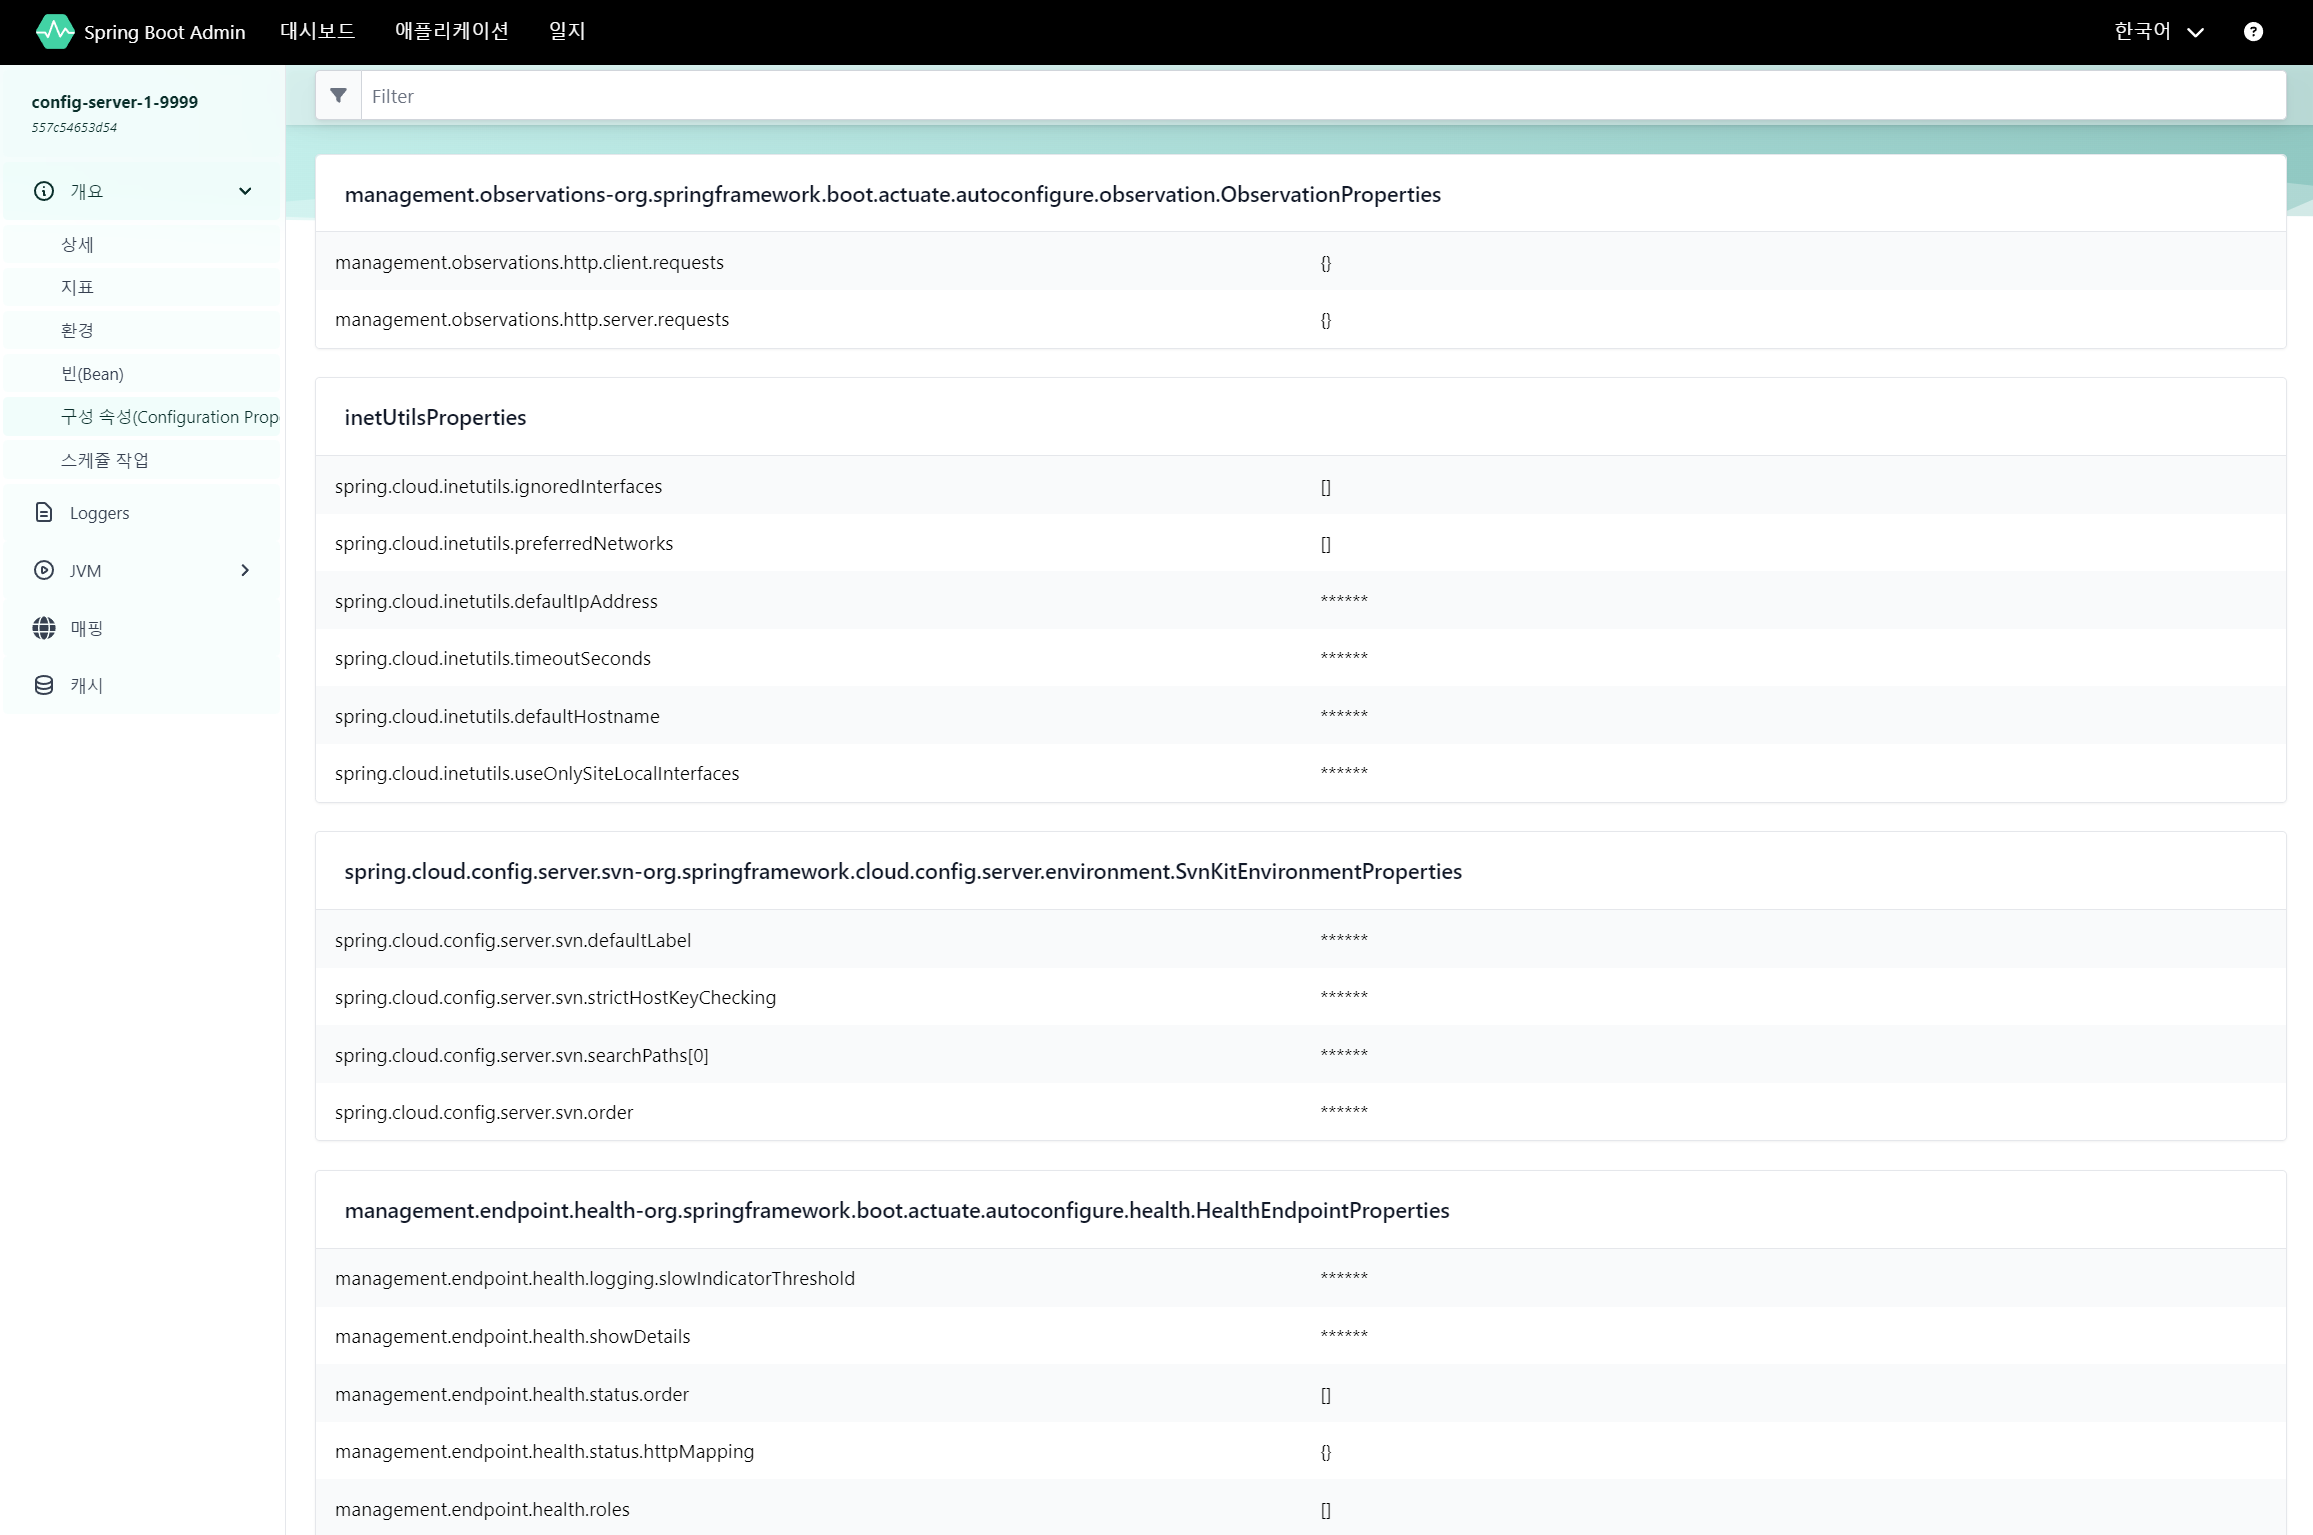 Spring Boot Admin 대시보드 애플리케이션 일지 한국어
config-server-1-9999
557c54653d54
개요
상세
지표
환경
빈(Bean)
구성 속성(Configuration Prop
스케쥴 작업
Loggers
JVM
매핑
캐시
Filter
management.observations-org.springframework.boot.actuate.autoconfigure.observation.ObservationProperties
management.observations.http.client.requests {}
management.observations.http.server.requests {}
inetUtilsProperties
spring.cloud.inetutils.ignoredInterfaces []
spring.cloud.inetutils.preferredNetworks []
spring.cloud.inetutils.defaultIpAddress ******
spring.cloud.inetutils.timeoutSeconds ******
spring.cloud.inetutils.defaultHostname ******
spring.cloud.inetutils.useOnlySiteLocalInterfaces ******
spring.cloud.config.server.svn-org.springframework.cloud.config.server.environment.SvnKitEnvironmentProperties
spring.cloud.config.server.svn.defaultLabel ******
spring.cloud.config.server.svn.strictHostKeyChecking ******
spring.cloud.config.server.svn.searchPaths[0] ******
spring.cloud.config.server.svn.order ******
management.endpoint.health-org.springframework.boot.actuate.autoconfigure.health.HealthEndpointProperties
management.endpoint.health.logging.slowIndicatorThreshold ******
management.endpoint.health.showDetails ******
management.endpoint.health.status.order []
management.endpoint.health.status.httpMapping {}
management.endpoint.health.roles []